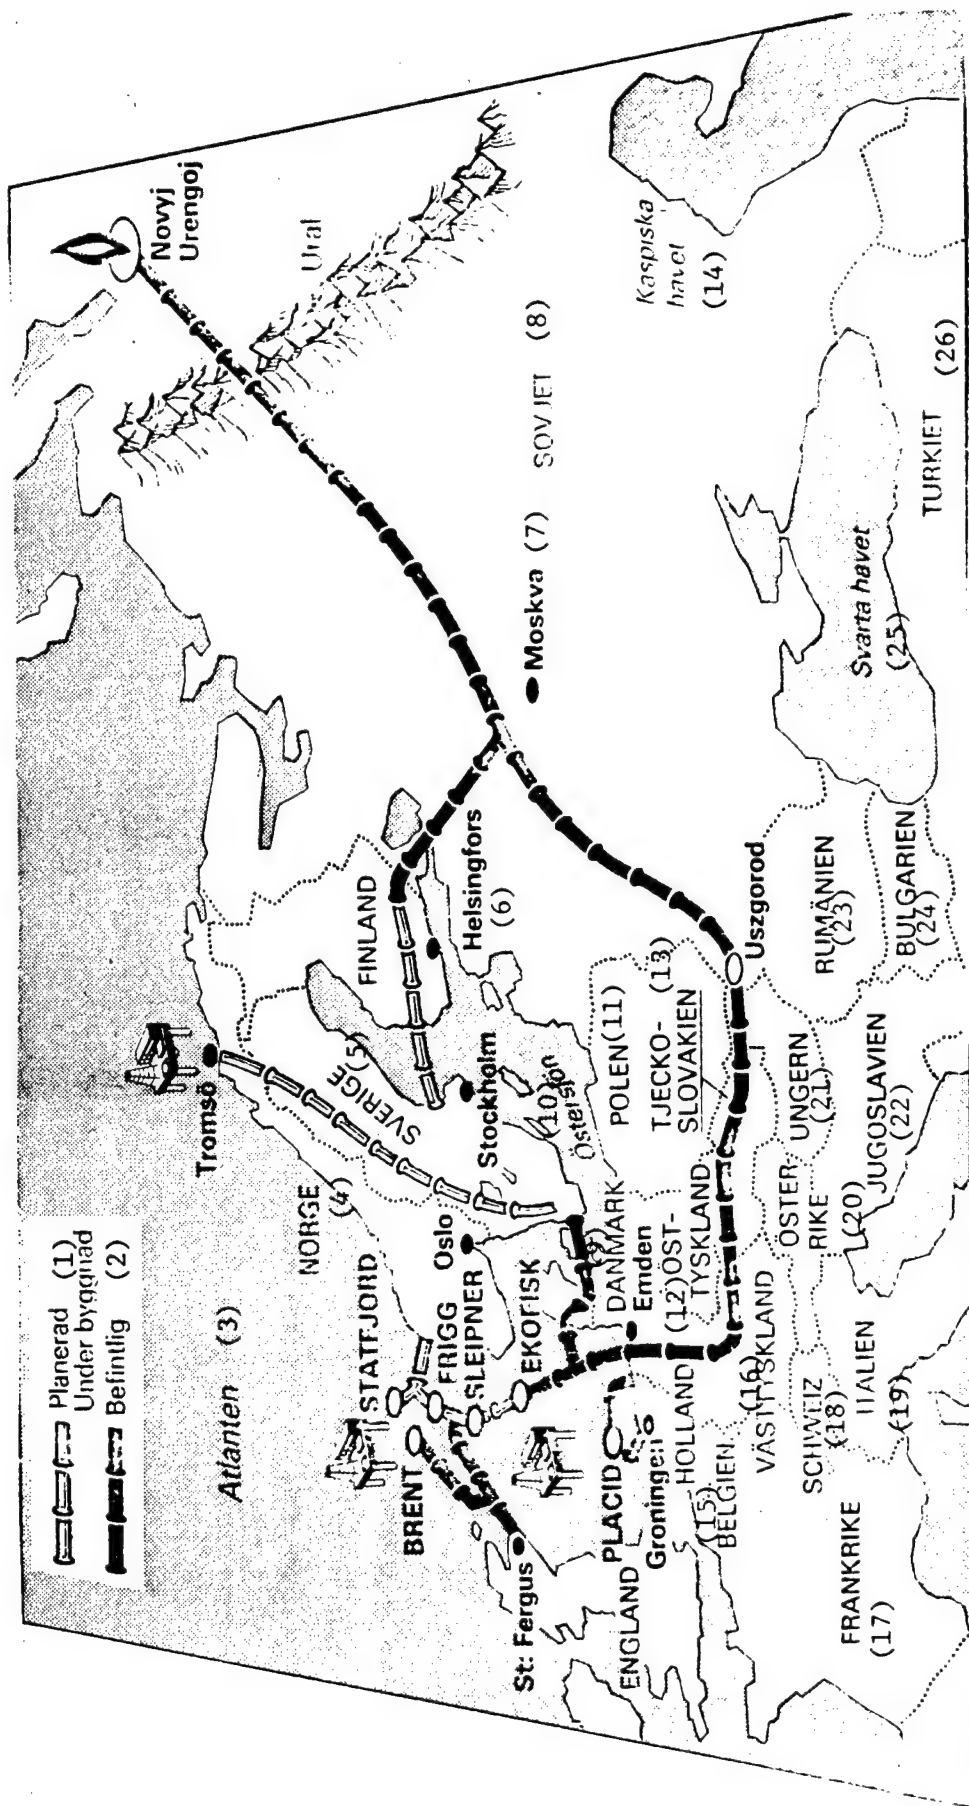 Planerad (1)
Under byggnad
Befintlig (2)
Atlanten (3)
Tromsö
NORGE
(4)
SVERIGE (5)
FINLAND
Helsingfors
(6)
Stockholm
Oslo
Novyj
Urengoj
Ural
Moskva (7)
SOVJET (8)
STATFJORD
FRIGG
SLEIPNER
EKOFISK
BRENT
St: Fergus
PLACID
Groningen
ENGLAND
DANMARK
(9)
Emden
(10)
Östersjön
POLEN (11)
(12) ÖST-
TYSKLAND
TJECKO- (13)
SLOVAKIEN
Uszgorod
Kaspiska
havet
(14)
HOLLAND
(15)
BELGIEN
(16)
VÄSTTYSKLAND
FRANKRIKE
(17)
SCHWEIZ
(18)
ITALIEN
(19)
ÖSTER-
RIKE
(20)
UNGERN
(21)
JUGOSLAVIEN
(22)
RUMÄNIEN
(23)
BULGARIEN
(24)
Svarta havet
(25)
TURKIET (26)